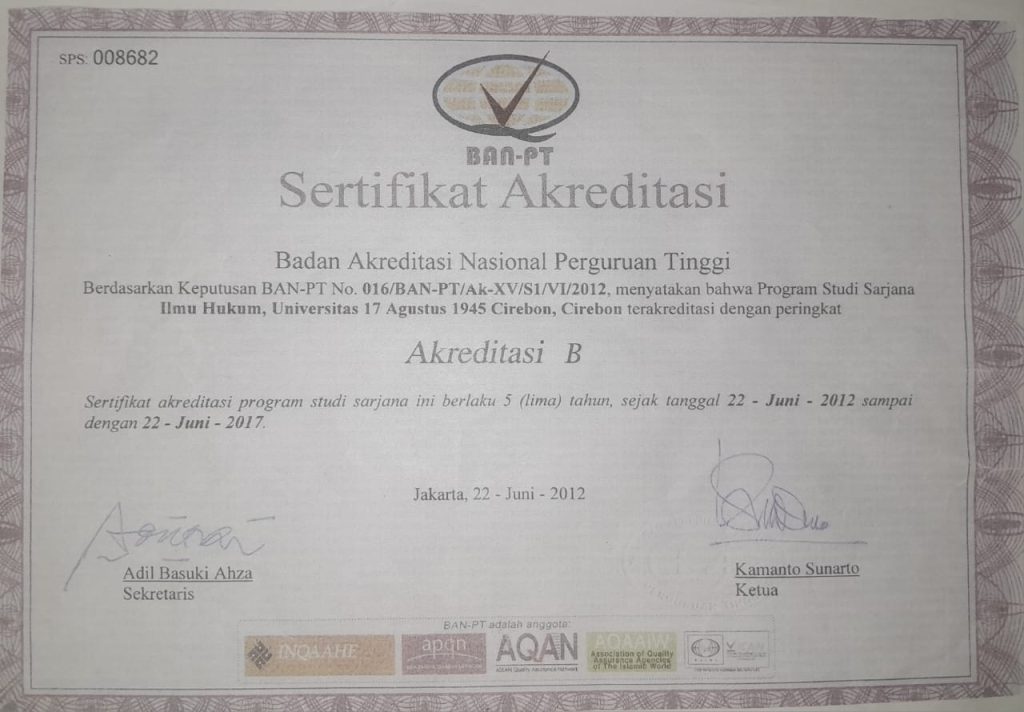 SPS: 008682
BAN-PT
Sertifikat Akreditasi
Badan Akreditasi Nasional Perguruan Tinggi
Berdasarkan Keputusan BAN-PT No. 016/BAN-PT/Ak-XV/S1/VI/2012, menyatakan bahwa Program Studi Sarjana
Ilmu Hukum, Universitas 17 Agustus 1945 Cirebon, Cirebon terakreditasi dengan peringkat
Akreditasi B
Sertifikat akreditasi program studi sarjana ini berlaku 5 (lima) tahun, sejak tanggal 22 - Juni - 2012 sampai
dengan 22 - Juni - 2017.
Jakarta, 22 - Juni - 2012
Adil Basuki Ahza
Sekretaris
Kamanto Sunarto
Ketua
BAN-PT adalah anggota:
INQAAHE
apqn
AQAN
ASEAN Quality Assurance Network
AQAAIW
Association of Quality
Assurance Agencies
of The Islamic World